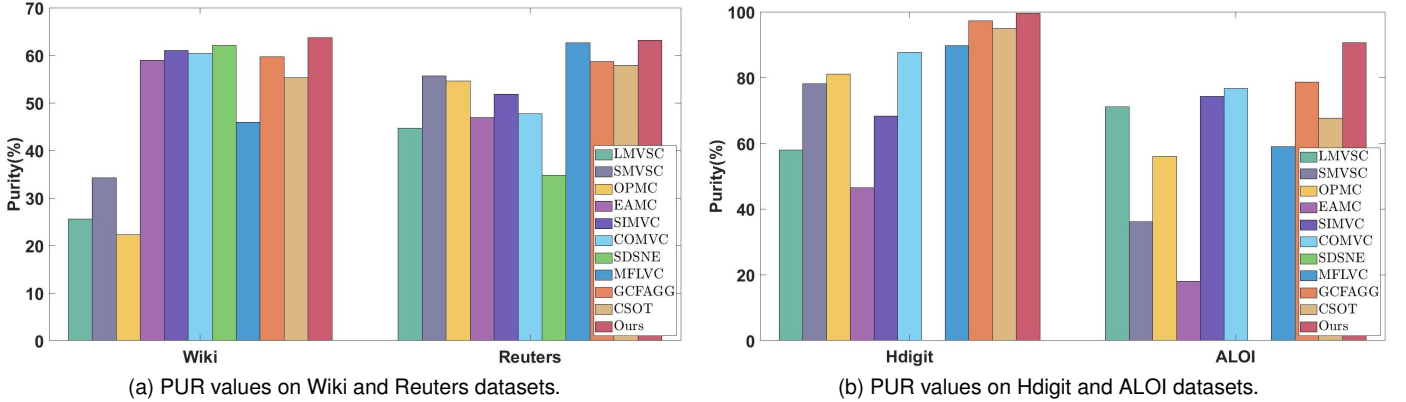 70
60
50
40
30
20
10
0
Purity(%)
Wiki
Reuters
LMVSC
SMVSC
OPMC
EAMC
SIMVC
COMVC
SDSNE
MFLVC
GCFAGG
CSOT
Ours
(a) PUR values on Wiki and Reuters datasets.
100
80
60
40
20
0
Purity(%)
Hdigit
ALOI
LMVSC
SMVSC
OPMC
EAMC
SIMVC
COMVC
SDSNE
MFLVC
GCFAGG
CSOT
Ours
(b) PUR values on Hdigit and ALOI datasets.